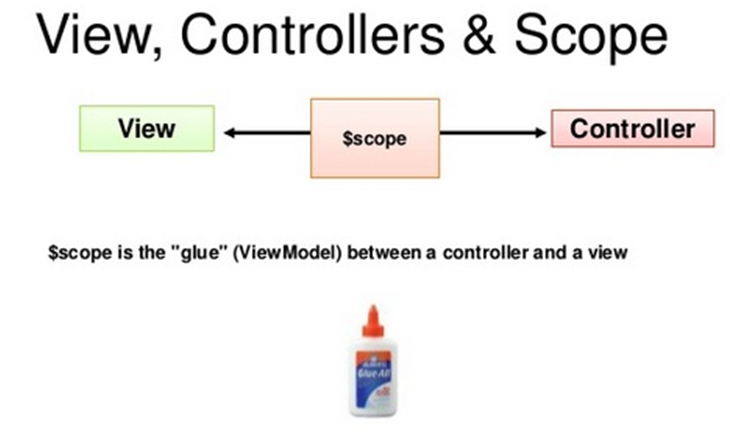 View, Controllers & Scope
View
$scope
Controller
$scope is the "glue" (ViewModel) between a controller and a view
Glue-All